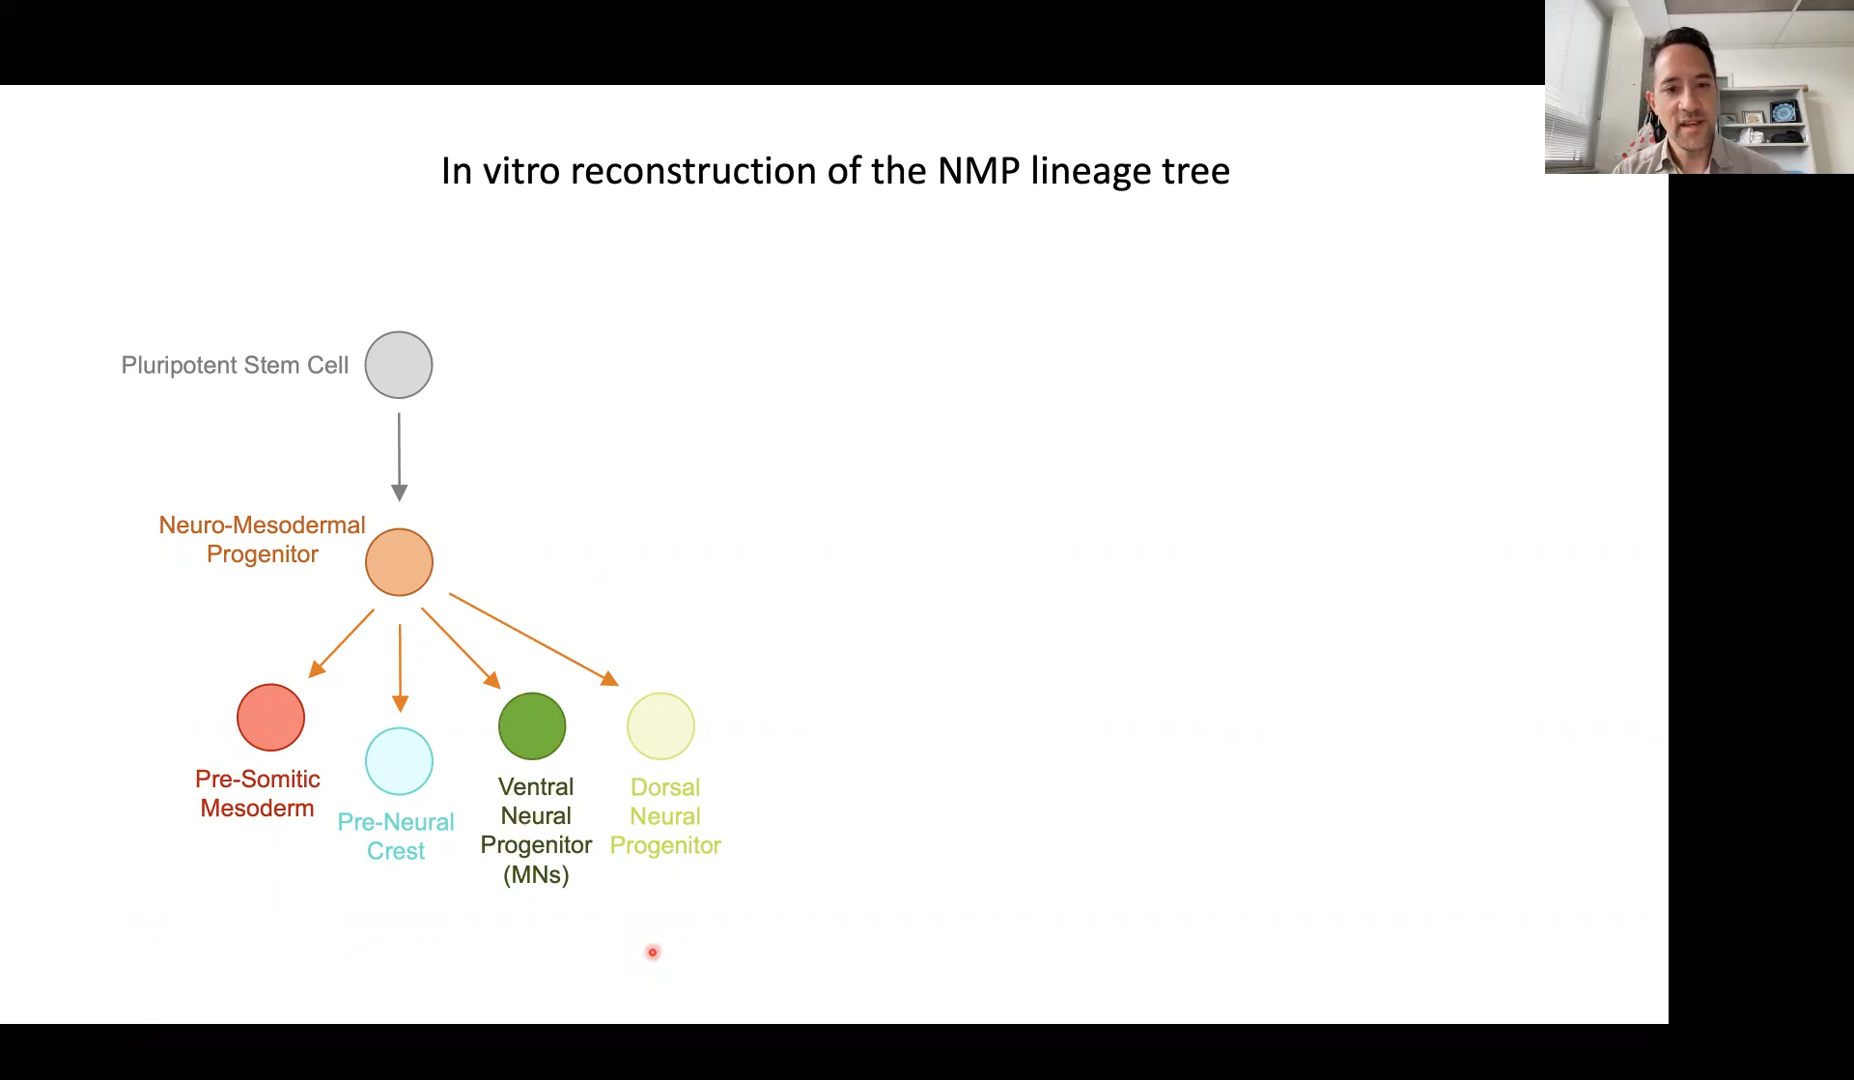 In vitro reconstruction of the NMP lineage tree
Pluripotent Stem Cell
Neuro-Mesodermal
Progenitor
Pre-Somitic
Mesoderm
Pre-Neural
Crest
Ventral
Neural
Progenitor
(MNs)
Dorsal
Neural
Progenitor